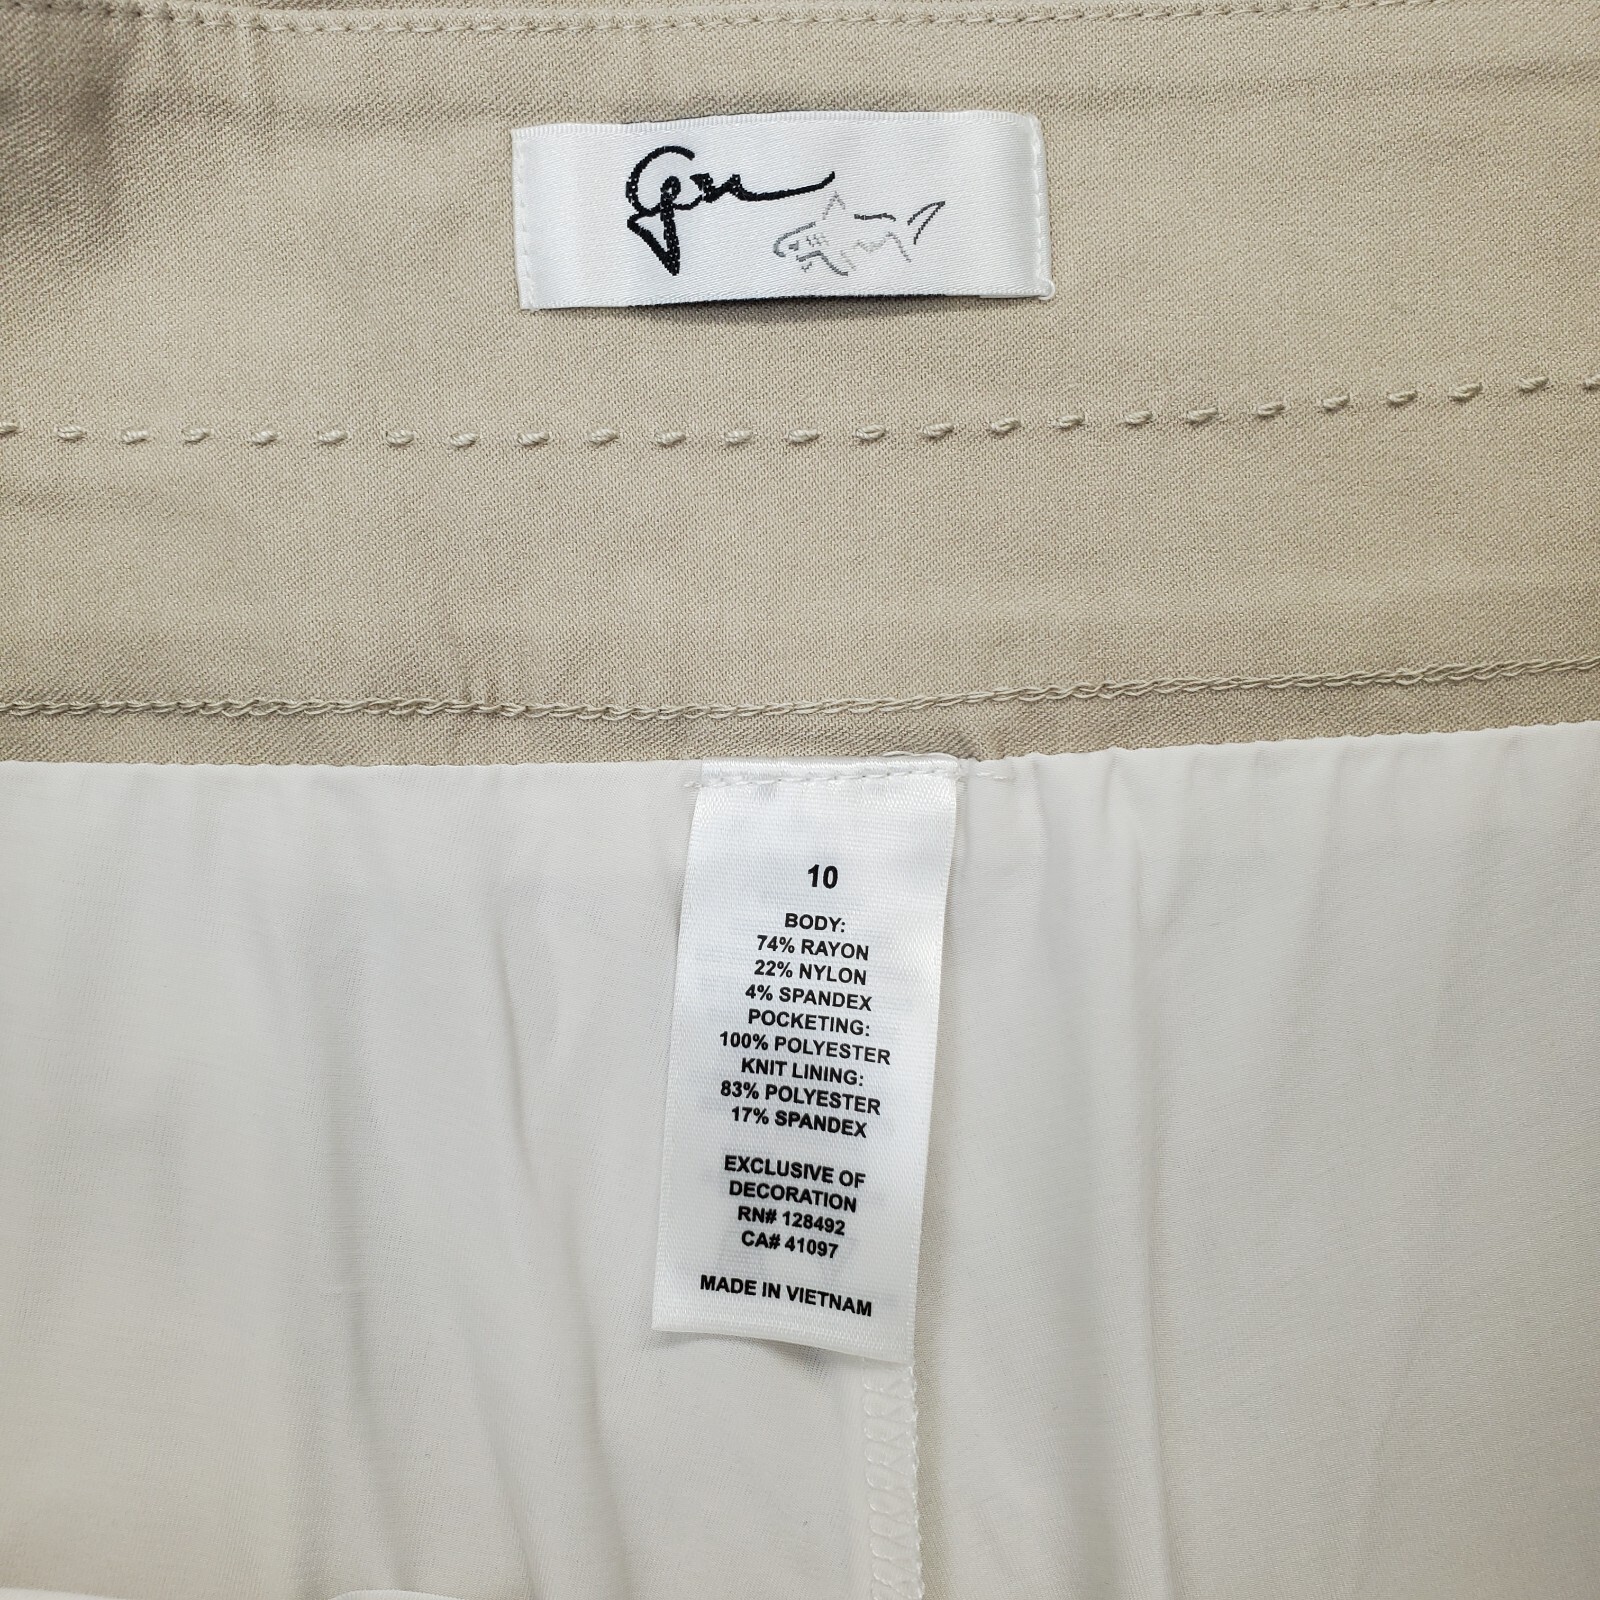 10
BODY:
74% RAYON
22% NYLON
4% SPANDEX
POCKETING:
100% POLYESTER
KNIT LINING:
83% POLYESTER
17% SPANDEX
EXCLUSIVE OF
DECORATION
RN# 128492
CA# 41097
MADE IN VIETNAM